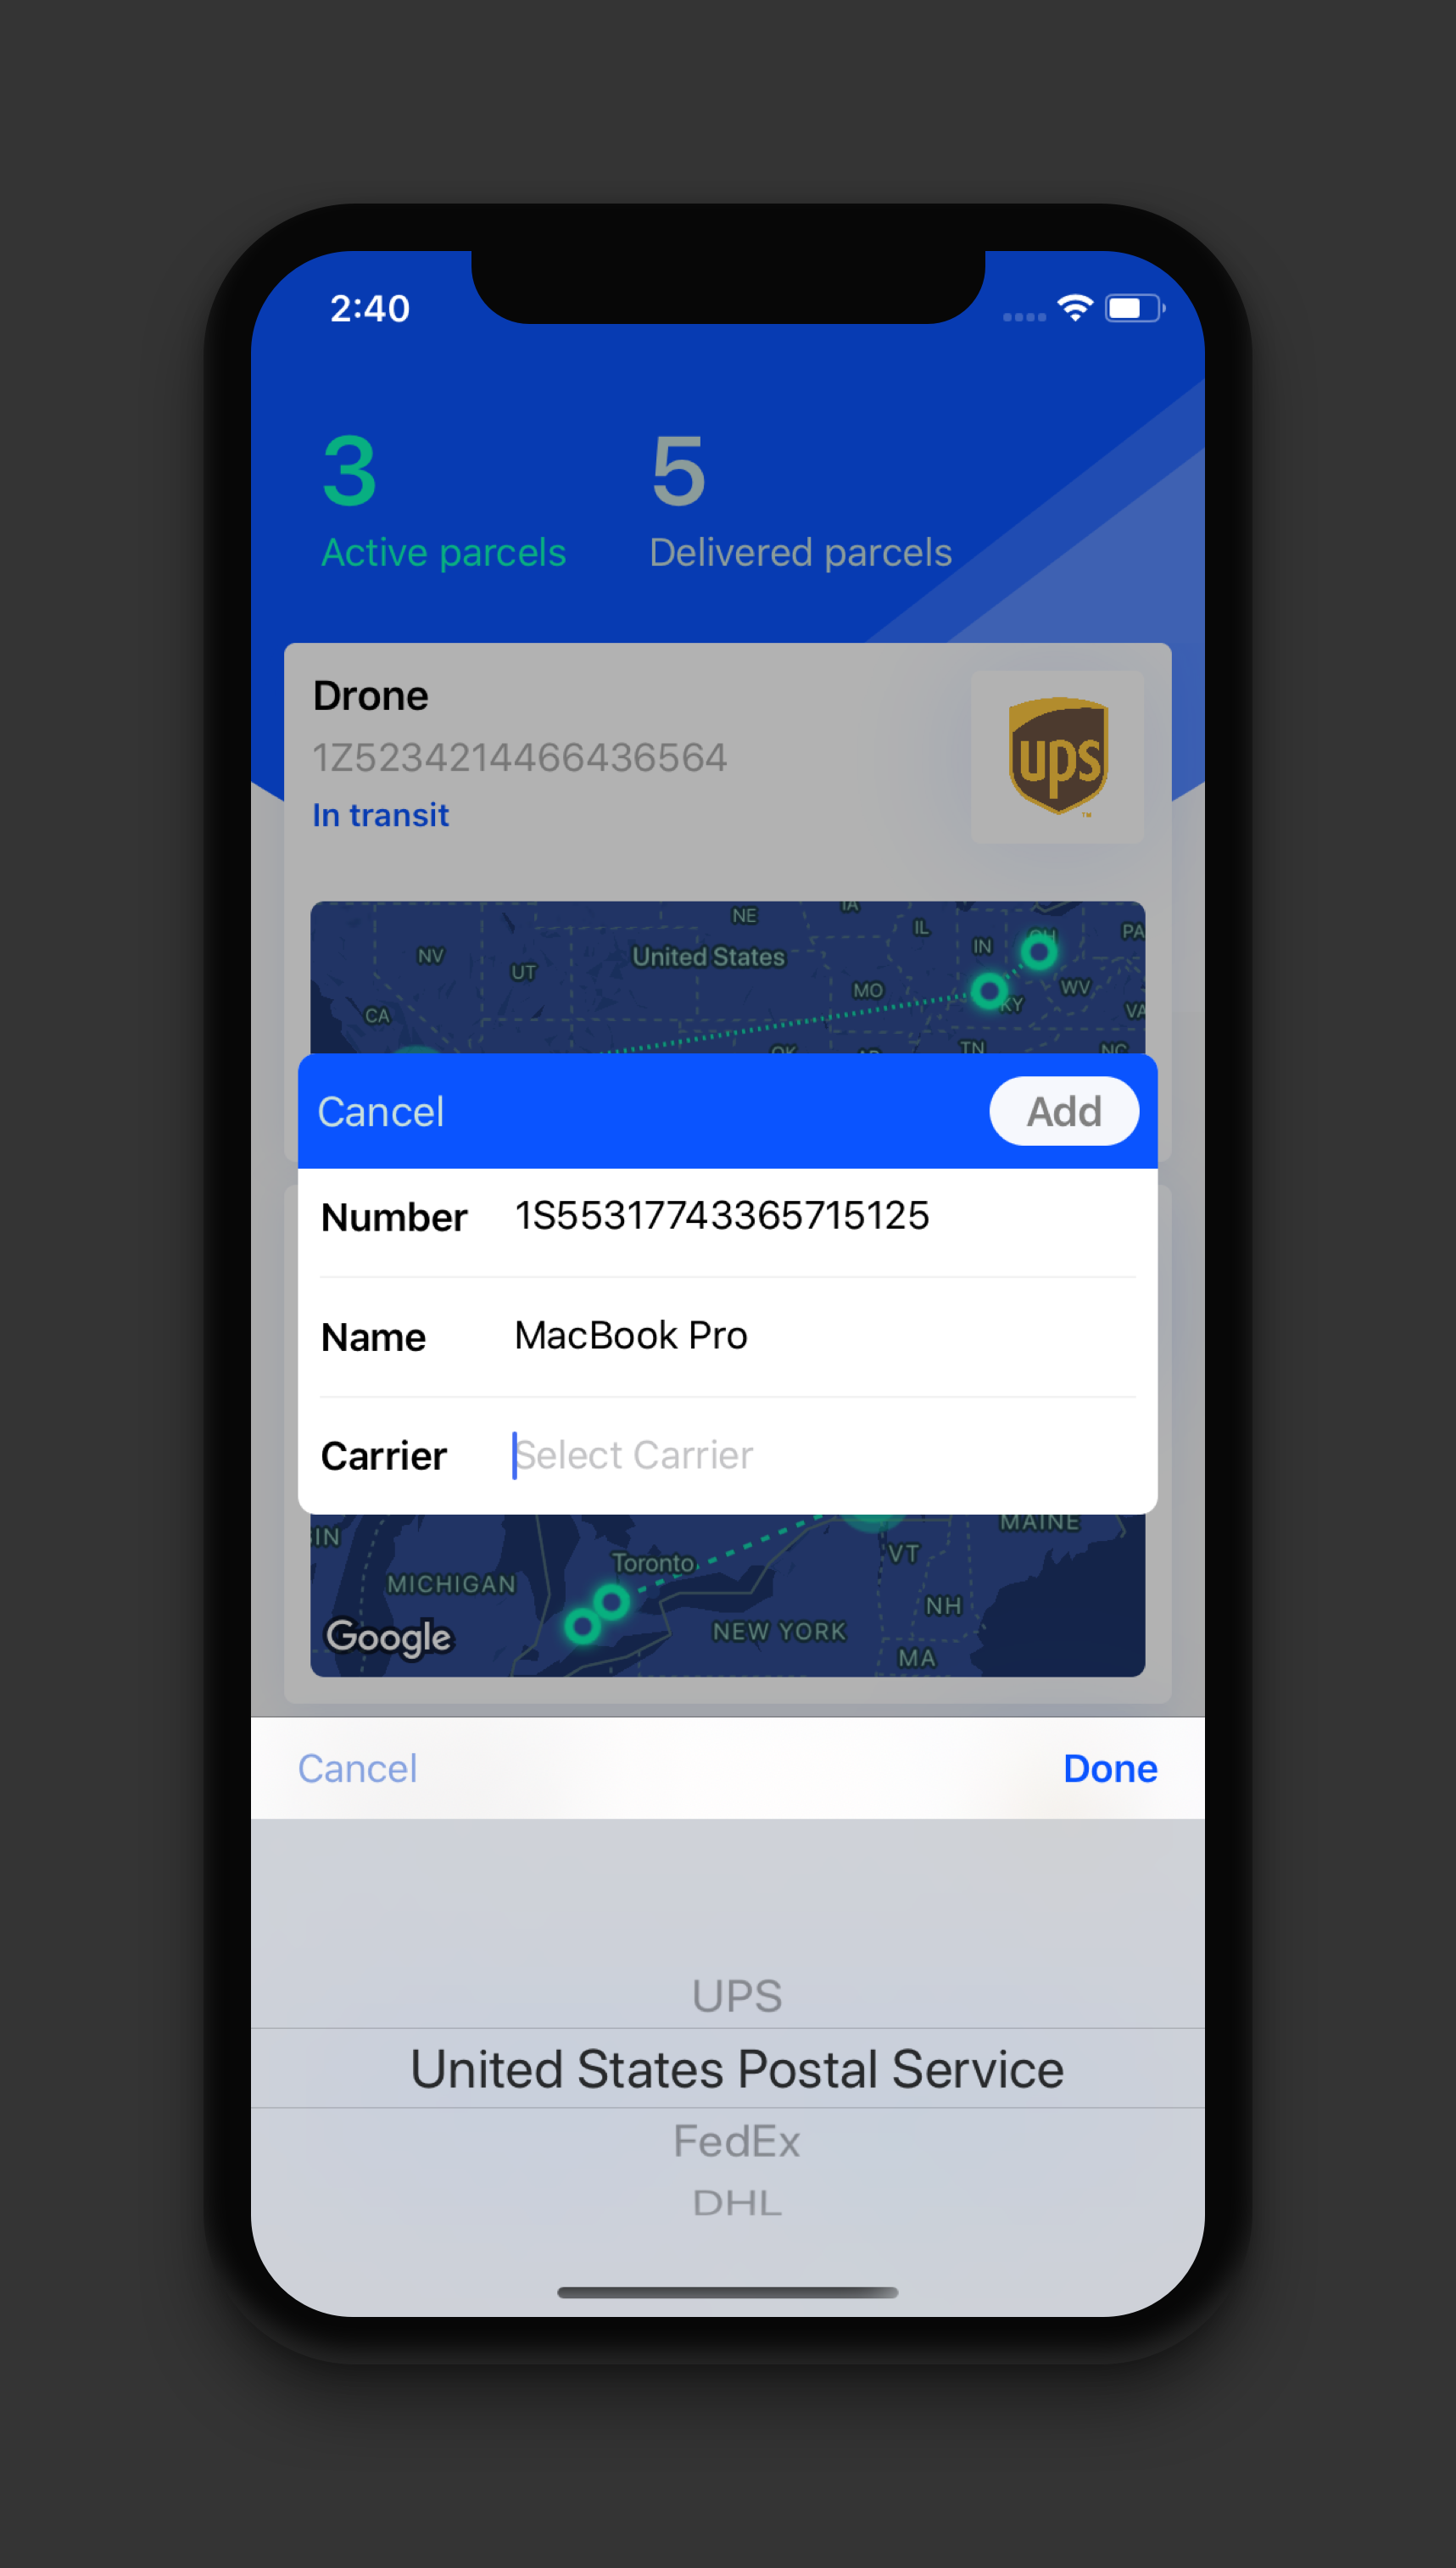 2:40
3
5
Active parcels
Delivered parcels
Drone
1Z5234214466436564
In transit
ups
™
NE
IA
IL
IN
OH
PA
NV
UT
United States
MO
KY
WV
VA
CA
OK
AR
TN
NC
Cancel
Add
Number
1S55317743365715125
Name
MacBook Pro
Carrier
Select Carrier
MAINE
SIN
Toronto
VT
MICHIGAN
NH
NEW YORK
Google
MA
Cancel
Done
UPS
United States Postal Service
FedEx
DHL